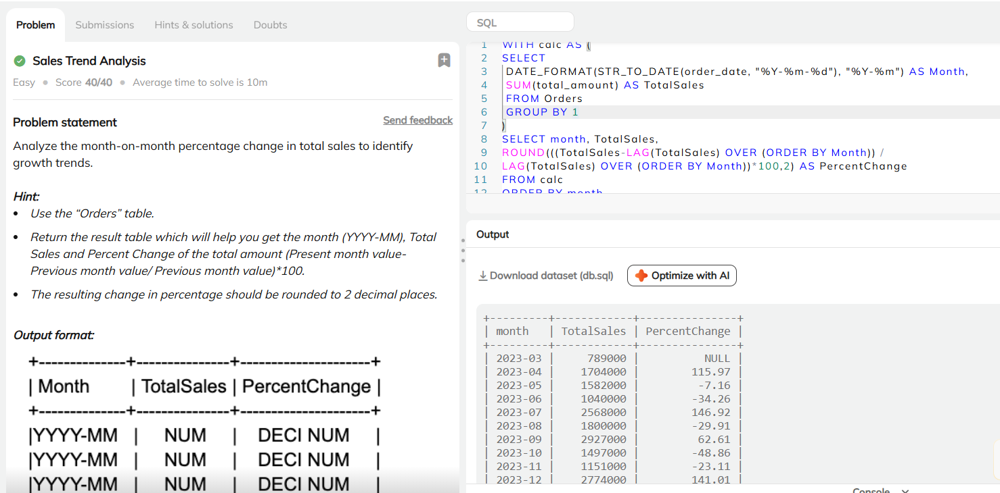 Problem
Submissions
Hints & solutions
Doubts
Sales Trend Analysis
Easy ● Score 40/40 ● Average time to solve is 10m
Problem statement
Send feedback
Analyze the month-on-month percentage change in total sales to identify
growth trends.
Hint:
• Use the “Orders” table.
• Return the result table which will help you get the month (YYYY-MM), Total
Sales and Percent Change of the total amount (Present month value-
Previous month value/ Previous month value)*100.
• The resulting change in percentage should be rounded to 2 decimal places.
Output format:
+--------------+---------------+---------------------+
| Month | TotalSales | PercentChange |
+--------------+---------------+---------------------+
|YYYY-MM | NUM | DECI NUM |
|YYYY-MM | NUM | DECI NUM |
|YYYY-MM | NUM | DECI NUM |
SQL
1 WITH calc AS (
2 SELECT
3 DATE_FORMAT(STR_TO_DATE(order_date, "%Y-%m-%d"), "%Y-%m") AS Month,
4 SUM(total_amount) AS TotalSales
5 FROM Orders
6 GROUP BY 1
7 )
8 SELECT month, TotalSales,
9 ROUND(((TotalSales-LAG(TotalSales) OVER (ORDER BY Month)) /
10 LAG(TotalSales) OVER (ORDER BY Month))*100,2) AS PercentChange
11 FROM calc
12 ORDER BY month
Output
Download dataset (db.sql)
Optimize with AI
+---------+------------+---------------+
| month | TotalSales | PercentChange |
+---------+------------+---------------+
| 2023-03 | 789000 | NULL |
| 2023-04 | 1704000 | 115.97 |
| 2023-05 | 1582000 | -7.16 |
| 2023-06 | 1040000 | -34.26 |
| 2023-07 | 2568000 | 146.92 |
| 2023-08 | 1800000 | -29.91 |
| 2023-09 | 2927000 | 62.61 |
| 2023-10 | 1497000 | -48.86 |
| 2023-11 | 1151000 | -23.11 |
| 2023-12 | 2774000 | 141.01 |
Console